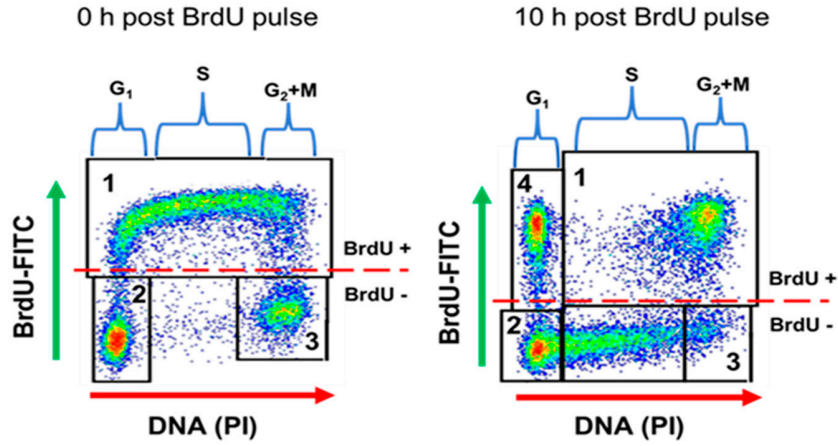 0 h post BrdU pulse
G₁
S
G₂+M
1
2
3
BrdU +
BrdU -
BrdU-FITC
DNA (PI)
10 h post BrdU pulse
G₁
S
G₂+M
4
1
2
3
BrdU +
BrdU -
BrdU-FITC
DNA (PI)